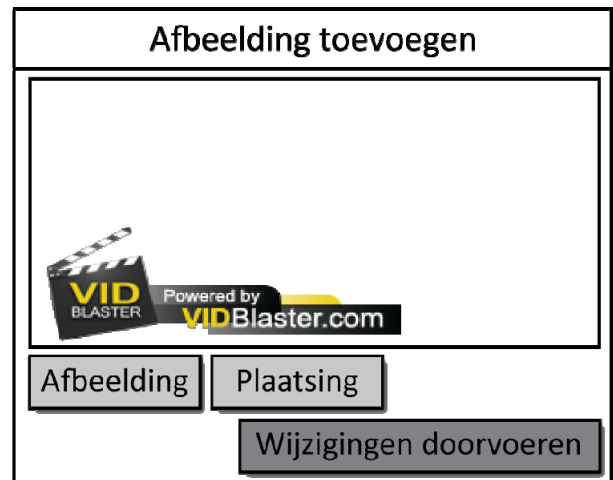 Afbeelding toevoegen
VID
BLASTER
Powered by
VIDBlaster.com
Afbeelding
Plaatsing
Wijzigingen doorvoeren